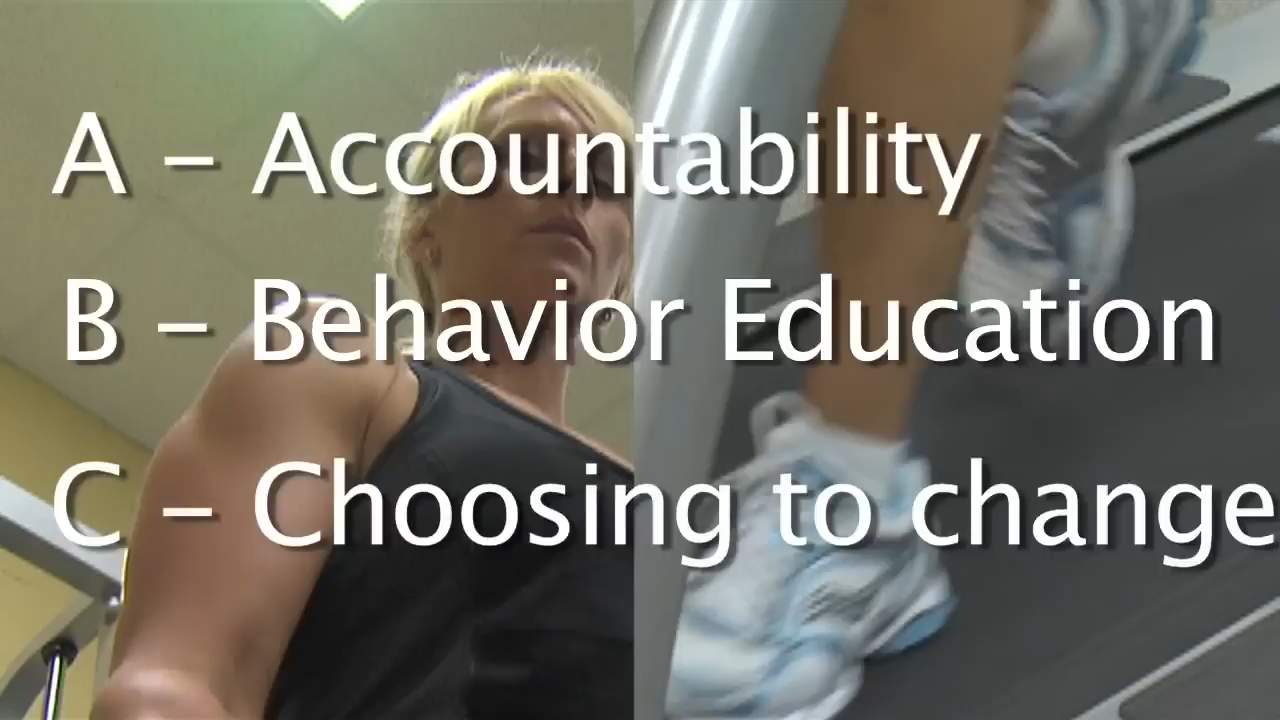 A – Accountability
B – Behavior Education
C – Choosing to change